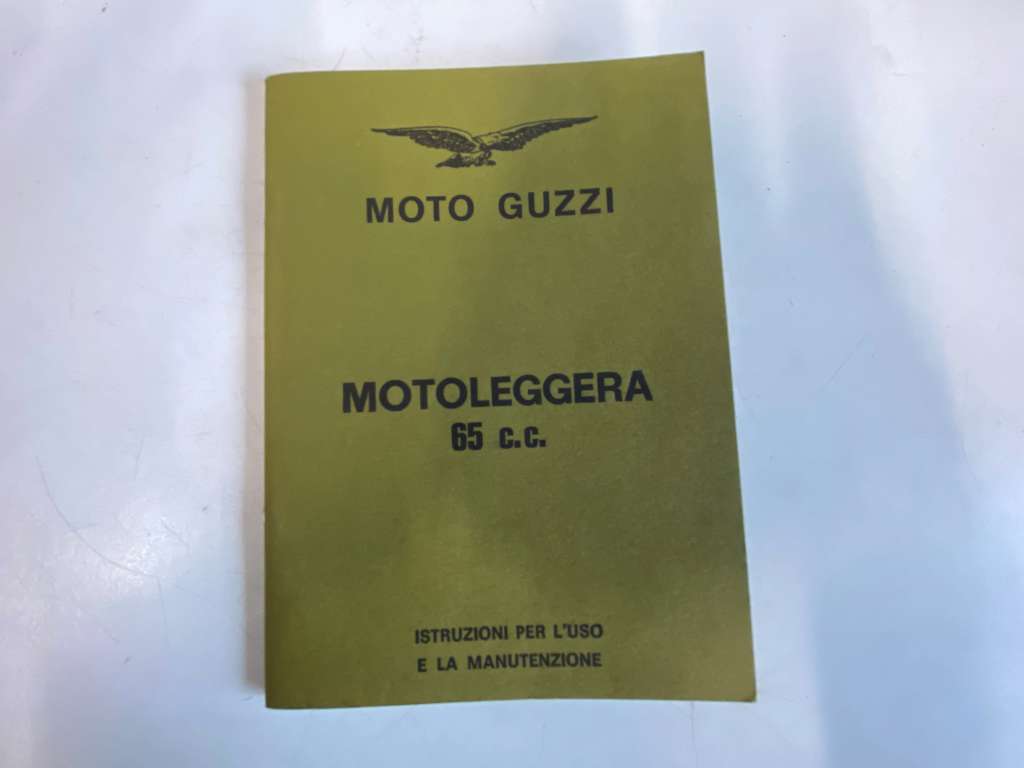 MOTO GUZZI
MOTOLEGGERA
65 c.c.
ISTRUZIONI PER L'USO
E LA MANUTENZIONE